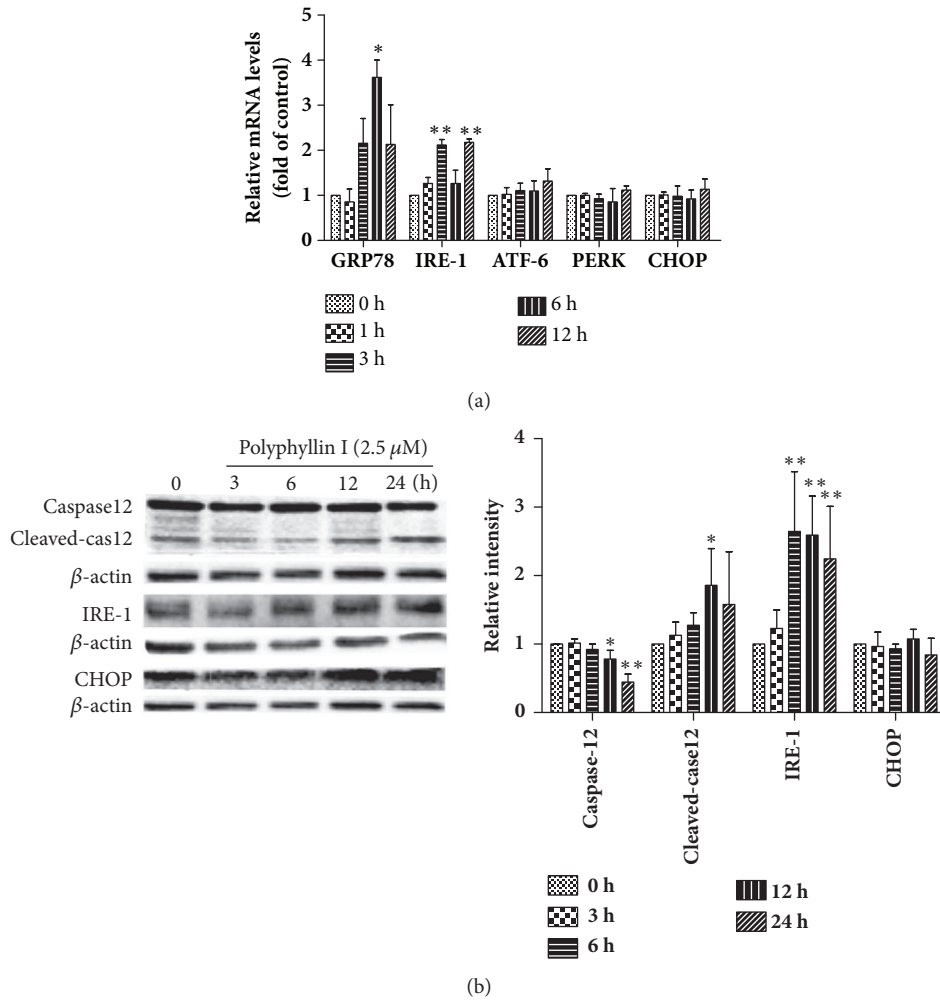 Relative mRNA levels
(fold of control)
5
4
3
2
1
0
*
**
**
GRP78 IRE-1 ATF-6 PERK CHOP
0 h
1 h
3 h
6 h
12 h
(a)
Polyphyllin I (2.5 μM)
0 3 6 12 24 (h)
Caspase12
Cleaved-cas12
β-actin
IRE-1
β-actin
CHOP
β-actin
Relative intensity
4
3
2
1
0
*
**
*
**
**
**
Caspase-12
Cleaved-case12
IRE-1
CHOP
0 h
3 h
6 h
12 h
24 h
(b)